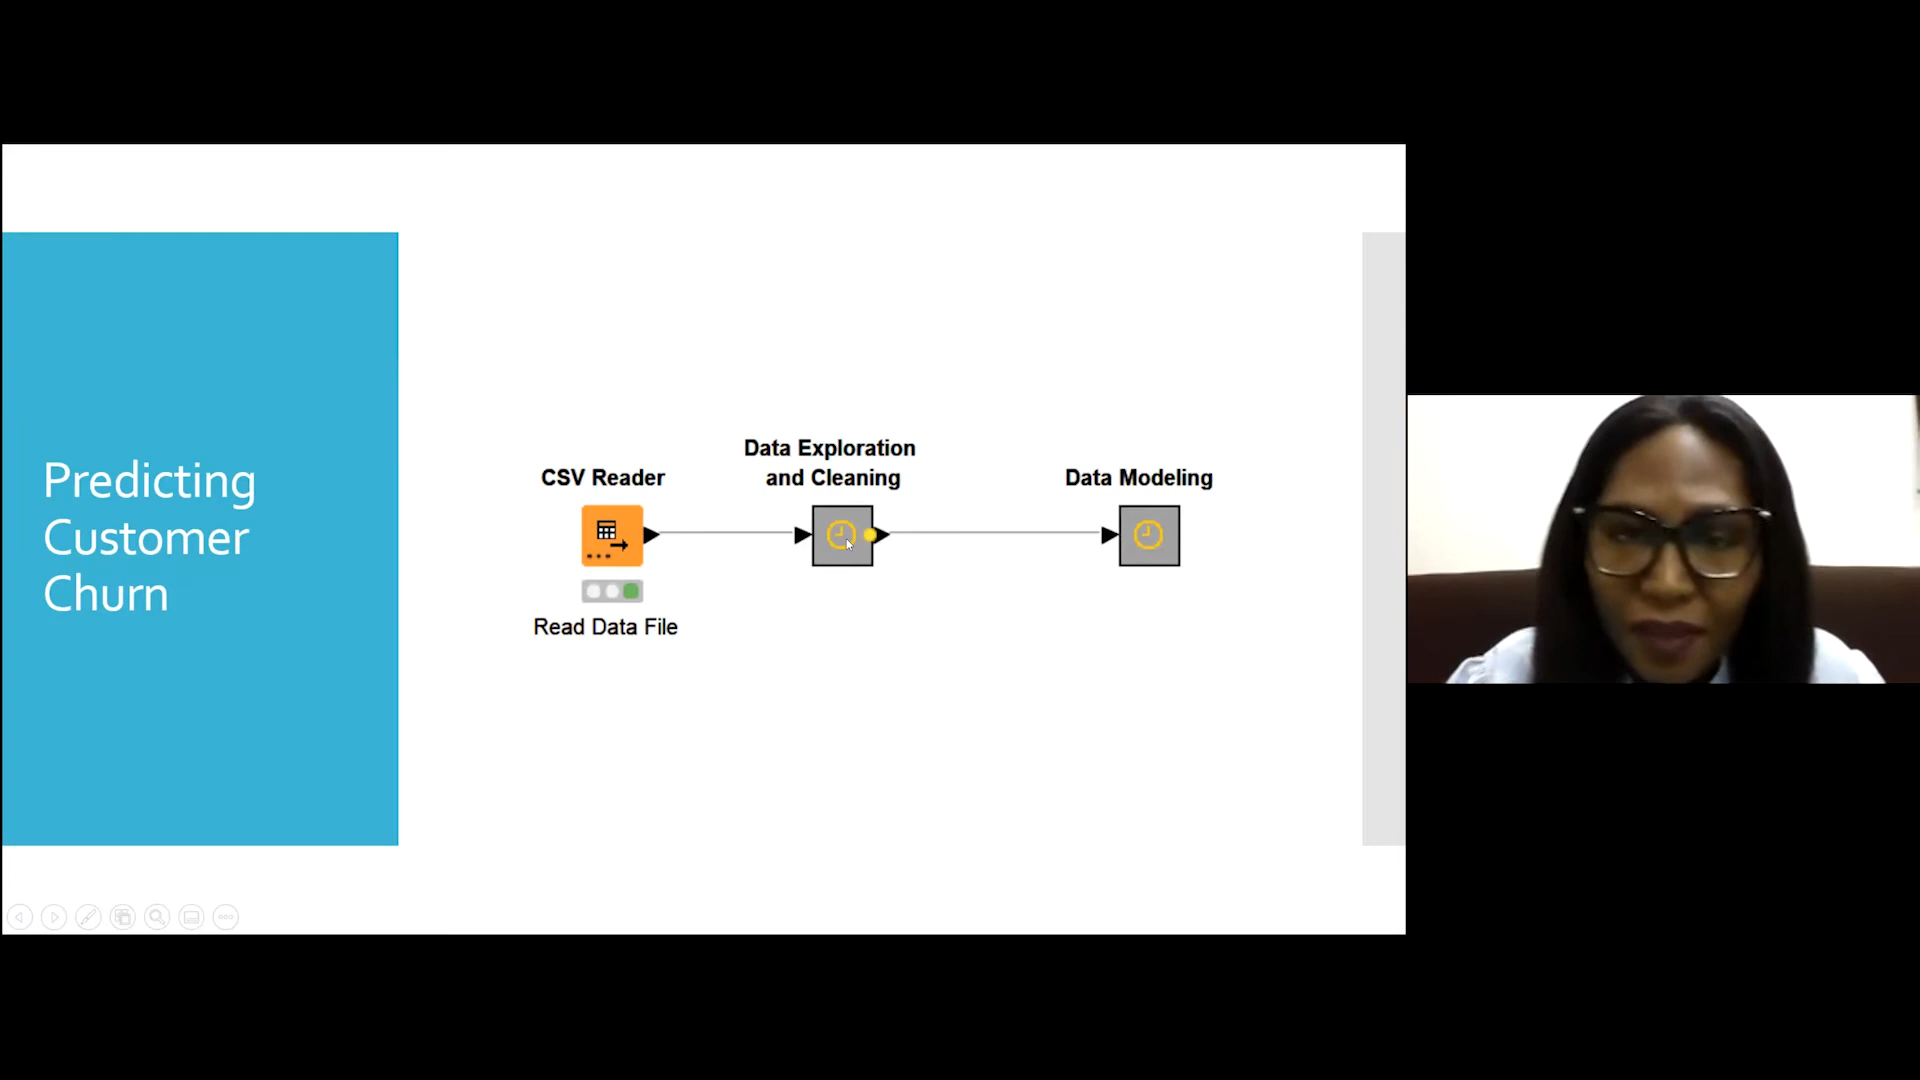 Predicting
Customer
Churn
CSV Reader
Data Exploration
and Cleaning
Data Modeling
Read Data File